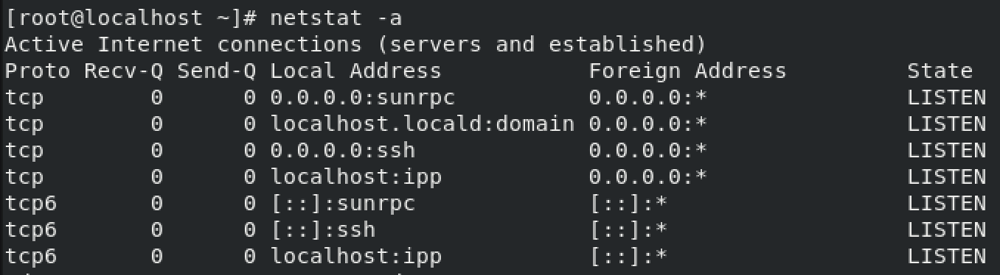 [root@localhost ~]# netstat -a
Active Internet connections (servers and established)
Proto Recv-Q Send-Q Local Address           Foreign Address         State
tcp        0      0 0.0.0.0:sunrpc          0.0.0.0:*               LISTEN
tcp        0      0 localhost.locald:domain 0.0.0.0:*               LISTEN
tcp        0      0 0.0.0.0:ssh             0.0.0.0:*               LISTEN
tcp        0      0 localhost:ipp           0.0.0.0:*               LISTEN
tcp6       0      0 [::]:sunrpc             [::]:*                  LISTEN
tcp6       0      0 [::]:ssh                [::]:*                  LISTEN
tcp6       0      0 localhost:ipp           [::]:*                  LISTEN